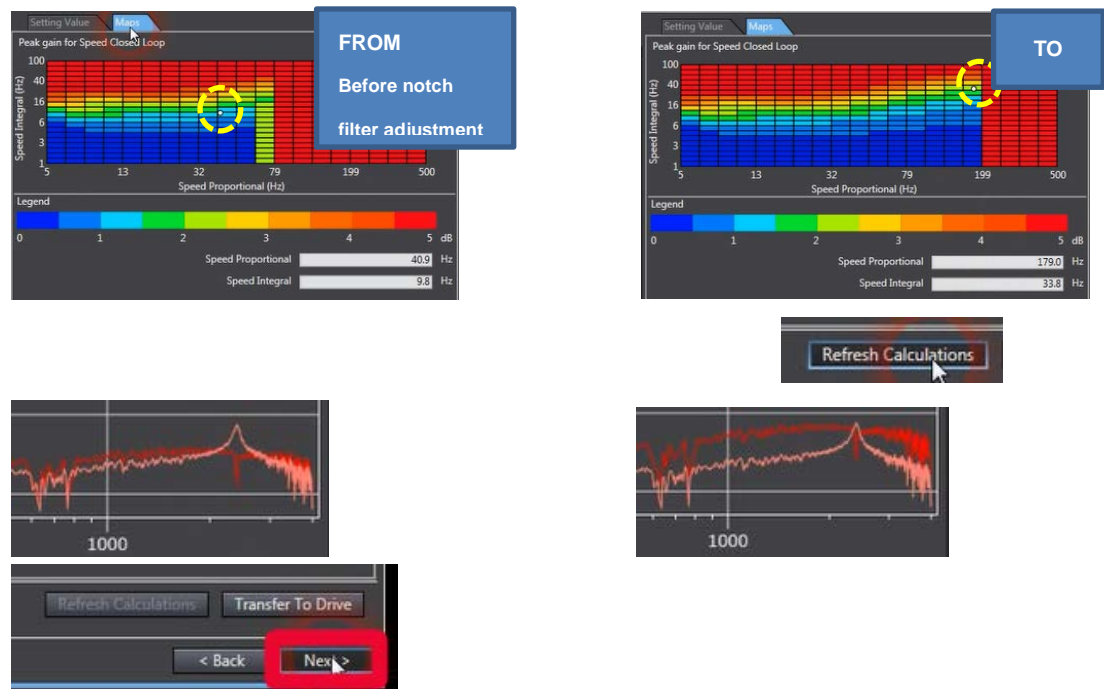 Setting Value Maps
Peak gain for Speed Closed Loop
FROM
Before notch
filter adjustment
Speed Integral (Hz)
100
40
16
6
3
1
5 13 32 79 199 500
Speed Proportional (Hz)
Legend
0 1 2 3 4 5 dB
Speed Proportional 40.9 Hz
Speed Integral 9.8 Hz
Setting Value Maps
Peak gain for Speed Closed Loop
TO
Speed Integral (Hz)
100
40
16
6
3
1
5 13 32 79 199 500
Speed Proportional (Hz)
Legend
0 1 2 3 4 5 dB
Speed Proportional 179.0 Hz
Speed Integral 33.8 Hz
Refresh Calculations
1000
1000
Refresh Calculations Transfer To Drive
< Back Next >